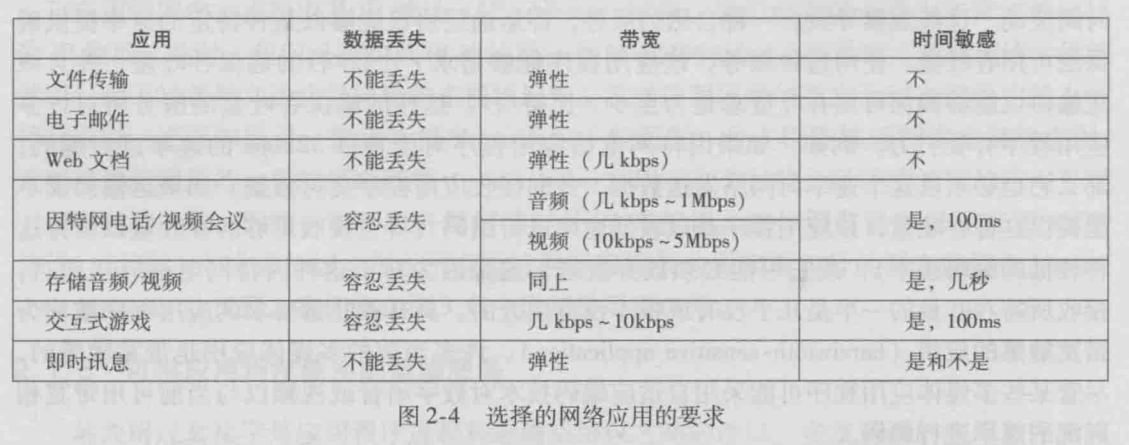 应用 数据丢失 带宽 时间敏感
文件传输 不能丢失 弹性 不
电子邮件 不能丢失 弹性 不
Web 文档 不能丢失 弹性（几 kbps） 不
音频（几 kbps ~ 1Mbps）
因特网电话/视频会议 容忍丢失 是，100ms
视频（10kbps ~ 5Mbps）
存储音频/视频 容忍丢失 同上 是，几秒
交互式游戏 容忍丢失 几 kbps ~ 10kbps 是，100ms
即时讯息 不能丢失 弹性 是和不是
图 2-4 选择的网络应用的要求